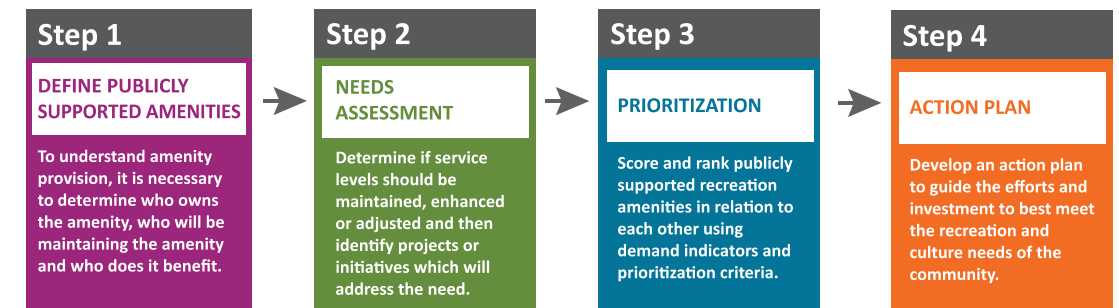 Step 1
DEFINE PUBLICLY
SUPPORTED AMENITIES
To understand amenity
provision, it is necessary
to determine who owns
the amenity, who will be
maintaining the amenity
and who does it benefit.
Step 2
NEEDS
ASSESSMENT
Determine if service
levels should be
maintained, enhanced
or adjusted and then
identify projects or
initiatives which will
address the need.
Step 3
PRIORITIZATION
Score and rank publicly
supported recreation
amenities in relation to
each other using
demand indicators and
prioritization criteria.
Step 4
ACTION PLAN
Develop an action plan
to guide the efforts and
investment to best meet
the recreation and
culture needs of the
community.